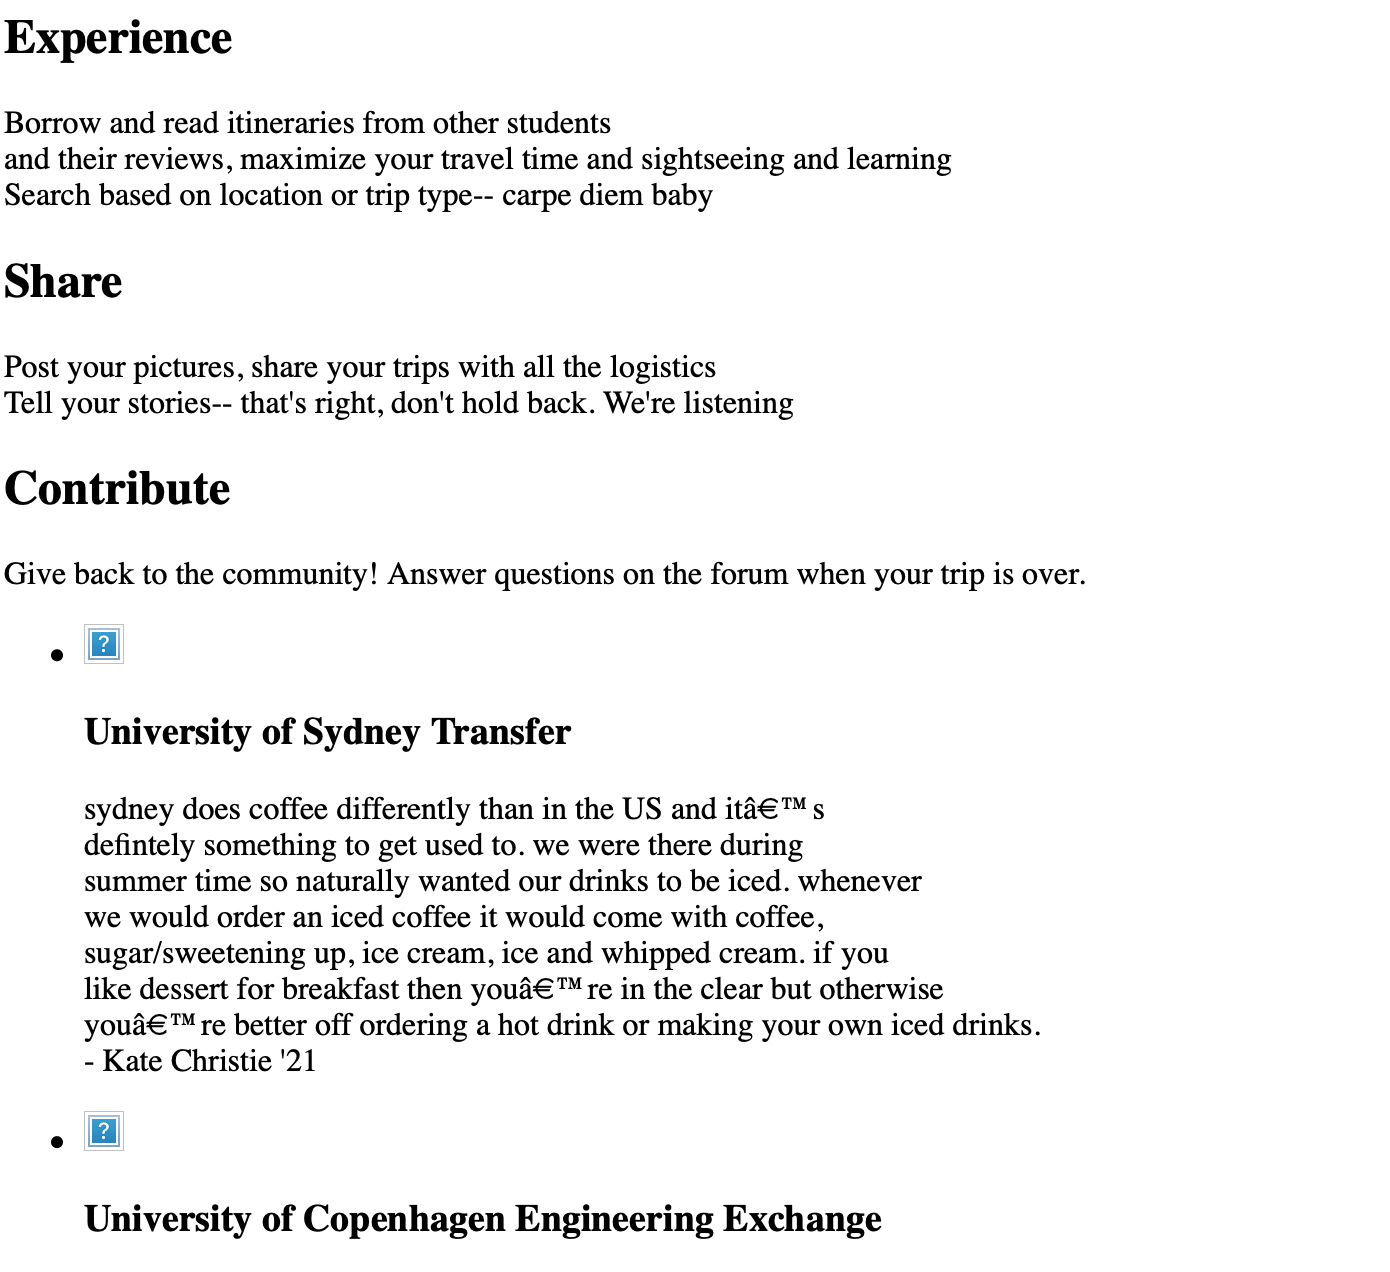 Experience
Borrow and read itineraries from other students
and their reviews, maximize your travel time and sightseeing and learning
Search based on location or trip type-- carpe diem baby
Share
Post your pictures, share your trips with all the logistics
Tell your stories-- that's right, don't hold back. We're listening
Contribute
Give back to the community! Answer questions on the forum when your trip is over.
University of Sydney Transfer
sydney does coffee differently than in the US and itâ€™s
defintely something to get used to. we were there during
summer time so naturally wanted our drinks to be iced. whenever
we would order an iced coffee it would come with coffee,
sugar/sweetening up, ice cream, ice and whipped cream. if you
like dessert for breakfast then youâ€™re in the clear but otherwise
youâ€™re better off ordering a hot drink or making your own iced drinks.
- Kate Christie '21
University of Copenhagen Engineering Exchange